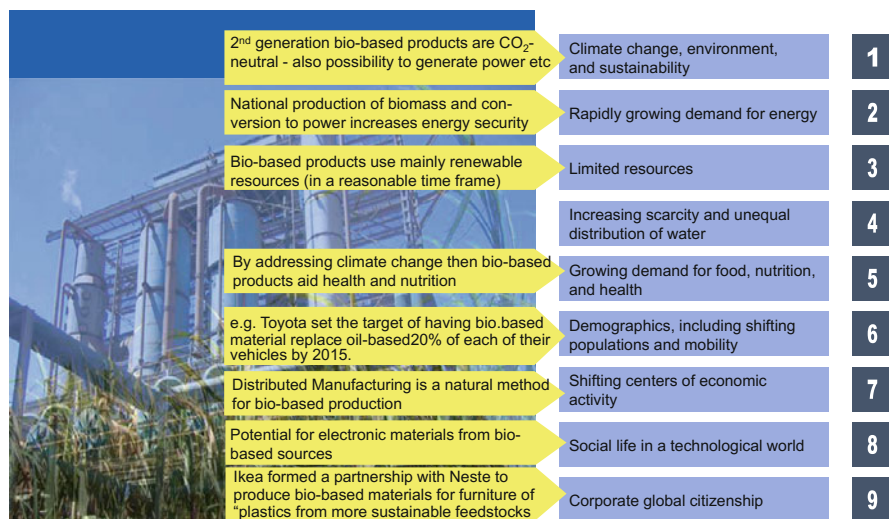 2nd generation bio-based products are CO2-
neutral - also possibility to generate power etc
Climate change, environment,
and sustainability
1
National production of biomass and con-
version to power increases energy security
Rapidly growing demand for energy
2
Bio-based products use mainly renewable
resources (in a reasonable time frame)
Limited resources
3
Increasing scarcity and unequal
distribution of water
4
By addressing climate change then bio-based
products aid health and nutrition
Growing demand for food, nutrition,
and health
5
e.g. Toyota set the target of having bio.based
material replace oil-based20% of each of their
vehicles by 2015.
Demographics, including shifting
populations and mobility
6
Distributed Manufacturing is a natural method
for bio-based production
Shifting centers of economic
activity
7
Potential for electronic materials from bio-
based sources
Social life in a technological world
8
Ikea formed a partnership with Neste to
produce bio-based materials for furniture of
“plastics from more sustainable feedstocks
Corporate global citizenship
9